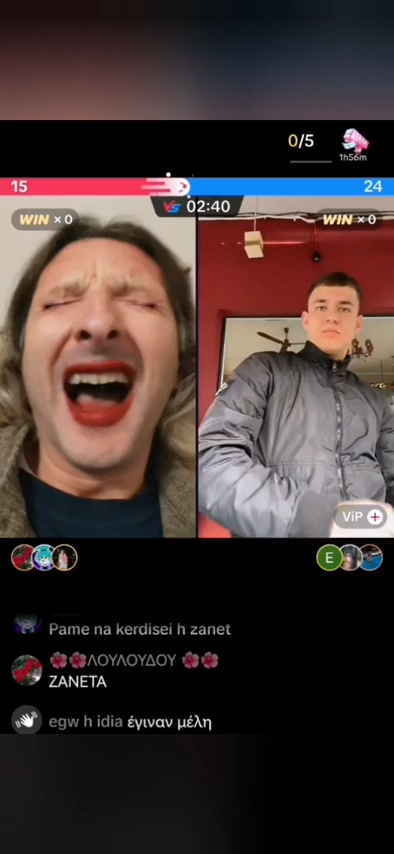 0/5
1h56m
15
24
VS 02:40
WIN × 0
WIN × 0
ViP +
E
Pame na kerdisei h zanet
🌺🌺ΛΟΥΛΟΥΔΟΥ 🌺🌺
ZANETA
egw h idia έγιναν μέλη